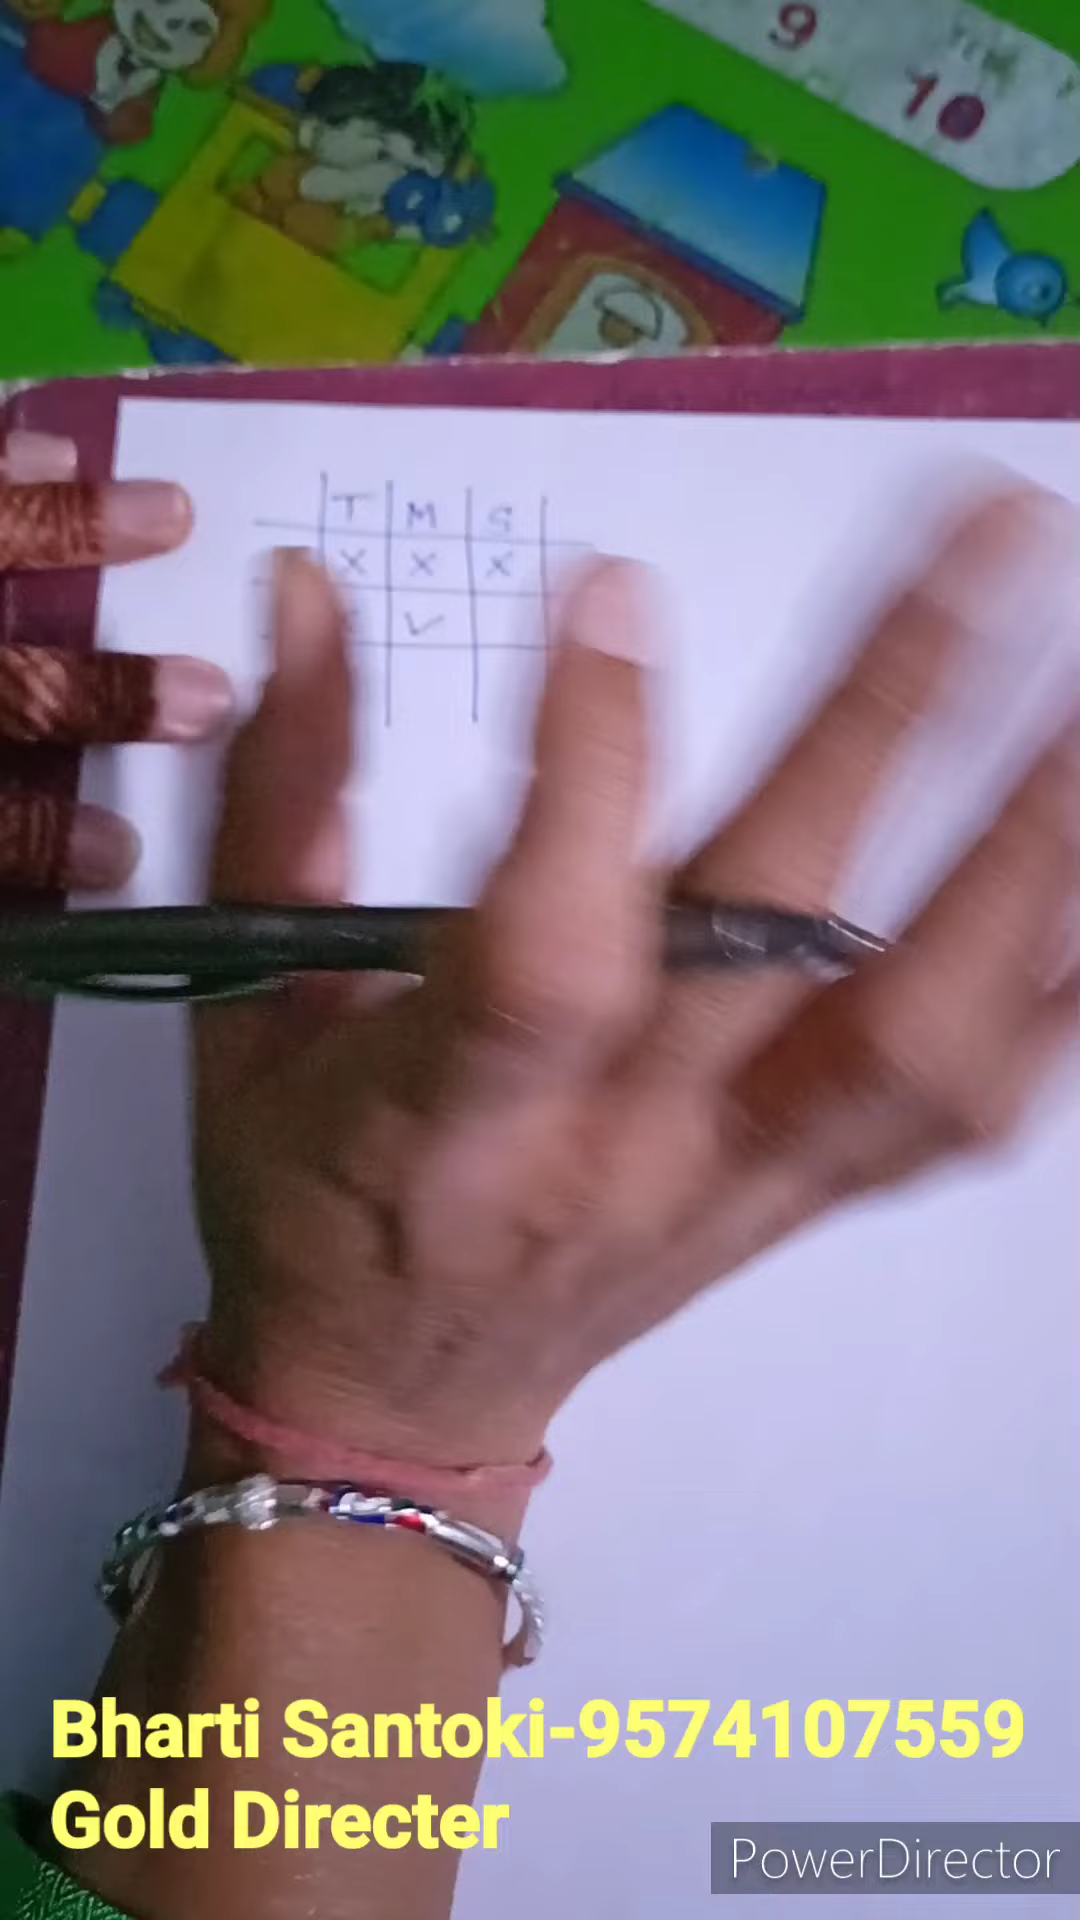 9
10
T M S
X X X
✓
Bharti Santoki-9574107559
Gold Directer
PowerDirector